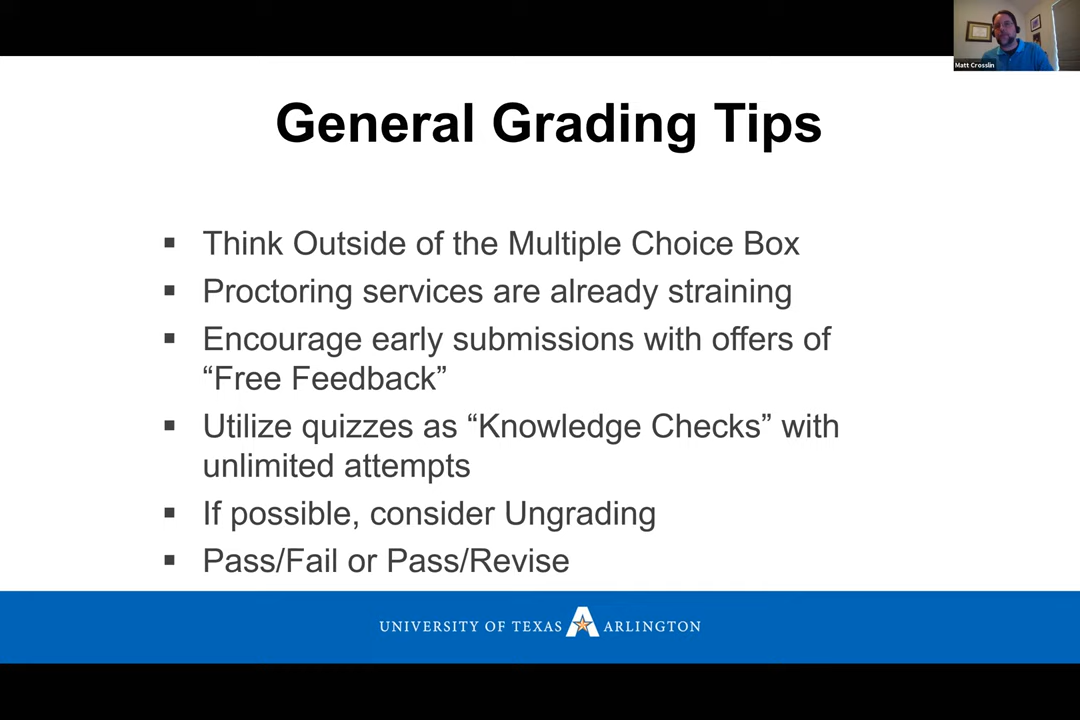 Matt Crosslin
General Grading Tips
▪ Think Outside of the Multiple Choice Box
▪ Proctoring services are already straining
▪ Encourage early submissions with offers of
“Free Feedback”
▪ Utilize quizzes as “Knowledge Checks” with
unlimited attempts
▪ If possible, consider Ungrading
▪ Pass/Fail or Pass/Revise
UNIVERSITY OF TEXAS A ARLINGTON